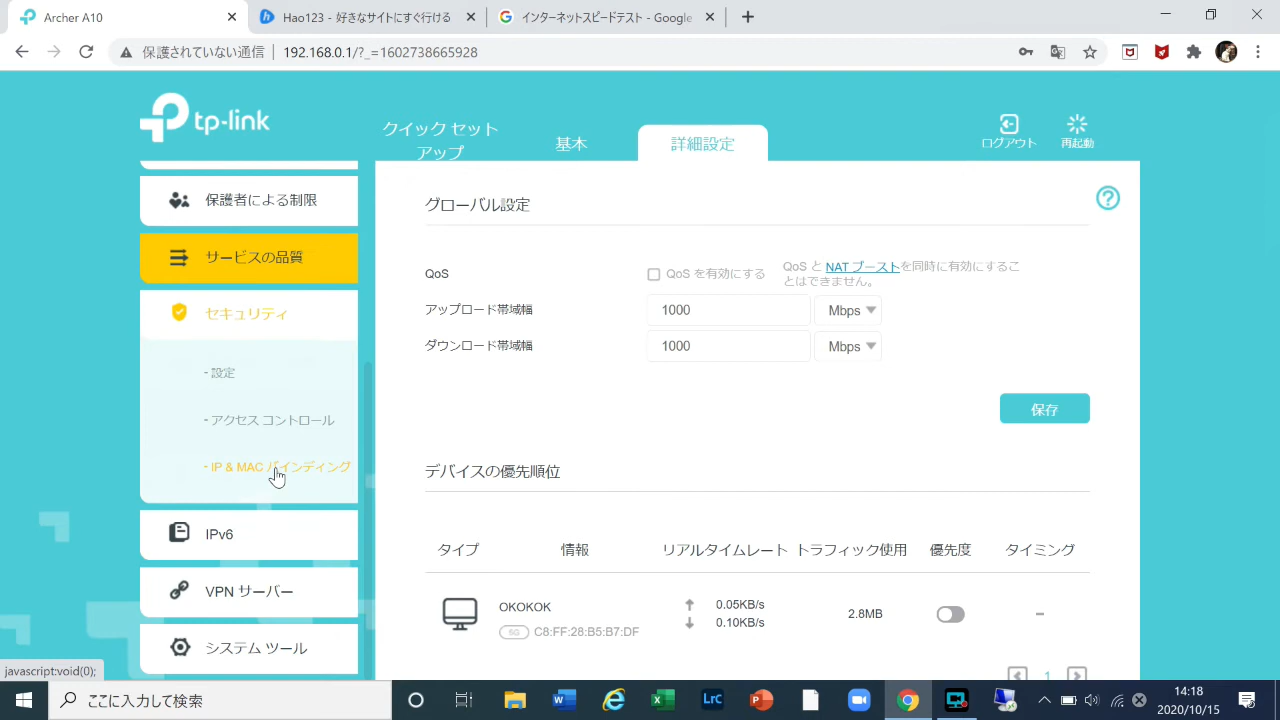 Archer A10
Hao123 - 好きなサイトにすぐ行ける
インターネットスピードテスト - Google
保護されていない通信
192.168.0.1/?_=1602738665928
tp-link
クイック セットアップ
基本
詳細設定
ログアウト
再起動
保護者による制限
サービスの品質
セキュリティ
- 設定
- アクセス コントロール
- IP & MAC バインディング
IPv6
VPN サーバー
システム ツール
グローバル設定
QoS
QoS を有効にする
QoS と NAT ブーストを同時に有効にするこ
とはできません。
アップロード帯域幅
1000
Mbps
ダウンロード帯域幅
1000
Mbps
保存
デバイスの優先順位
タイプ
情報
リアルタイムレート
トラフィック使用
優先度
タイミング
OKOKOK
5G
C8:FF:28:B5:B7:DF
0.05KB/s
0.10KB/s
2.8MB
1
javascript:void(0);
ここに入力して検索
14:18
2020/10/15